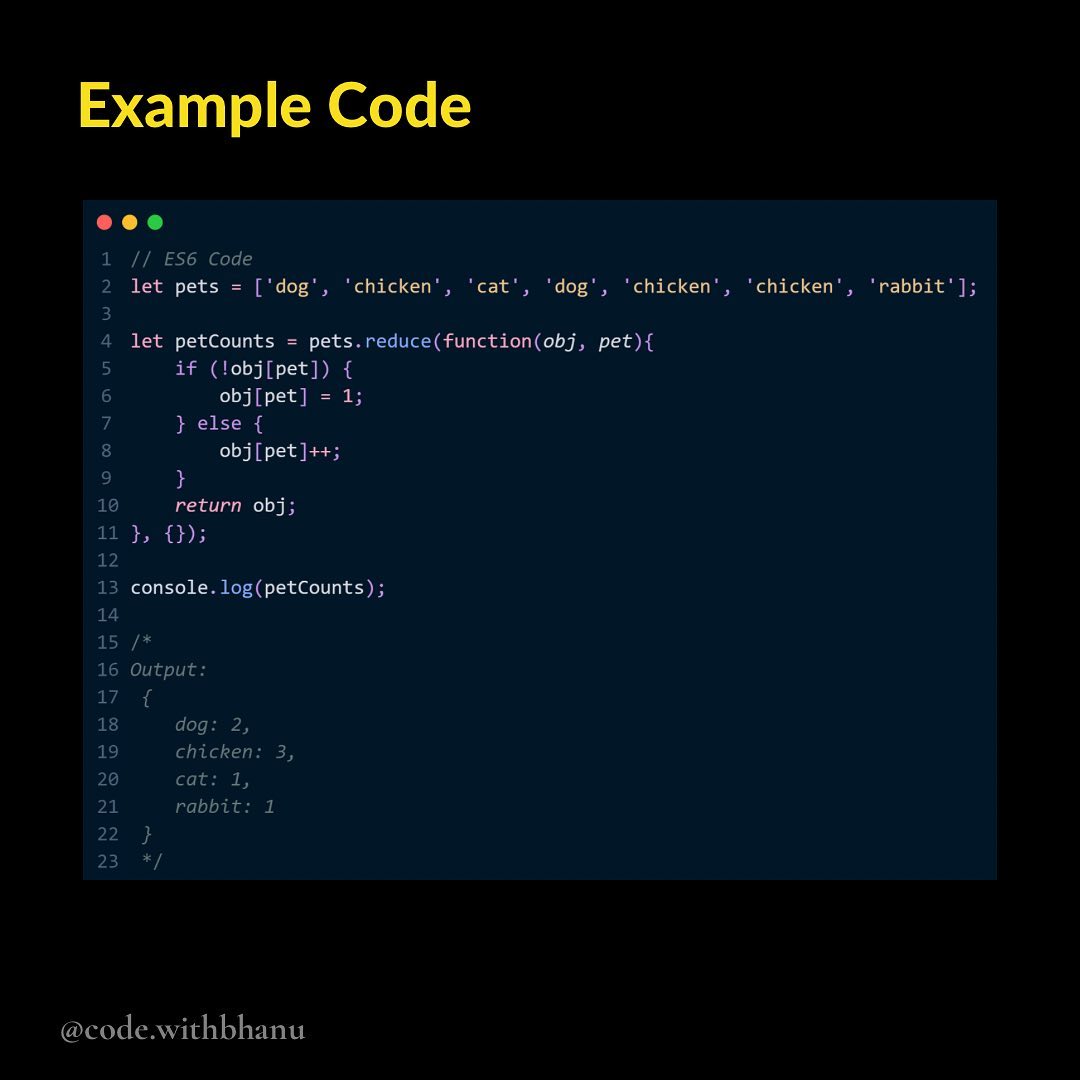 Example Code
1 // ES6 Code
2 let pets = ['dog', 'chicken', 'cat', 'dog', 'chicken', 'chicken', 'rabbit'];
3
4 let petCounts = pets.reduce(function(obj, pet){
5     if (!obj[pet]) {
6         obj[pet] = 1;
7     } else {
8         obj[pet]++;
9     }
10     return obj;
11 }, {});
12
13 console.log(petCounts);
14
15 /*
16 Output:
17  {
18     dog: 2,
19     chicken: 3,
20     cat: 1,
21     rabbit: 1
22  }
23  */
@code.withbhanu